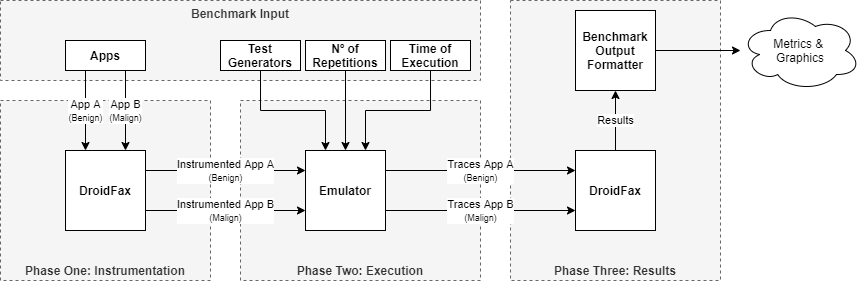 Benchmark Input
Apps
Test
Generators
Nº of
Repetitions
Time of
Execution
Benchmark
Output
Formatter
Metrics &
Graphics
App A
(Benign)
App B
(Malign)
Results
DroidFax
Instrumented App A
(Benign)
Instrumented App B
(Malign)
Emulator
Traces App A
(Benign)
Traces App B
(Malign)
DroidFax
Phase One: Instrumentation
Phase Two: Execution
Phase Three: Results